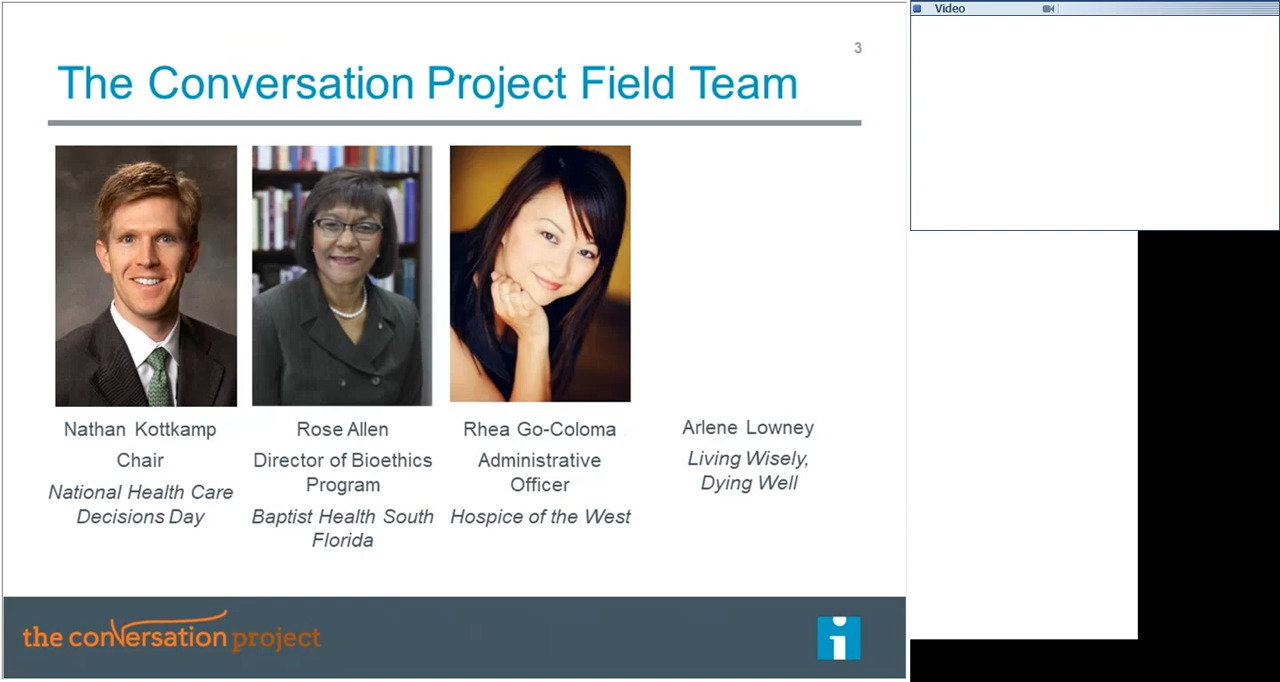 Video
3
The Conversation Project Field Team
Nathan Kottkamp
Chair
National Health Care
Decisions Day
Rose Allen
Director of Bioethics
Program
Baptist Health South
Florida
Rhea Go-Coloma
Administrative
Officer
Hospice of the West
Arlene Lowney
Living Wisely,
Dying Well
the conversation project
i